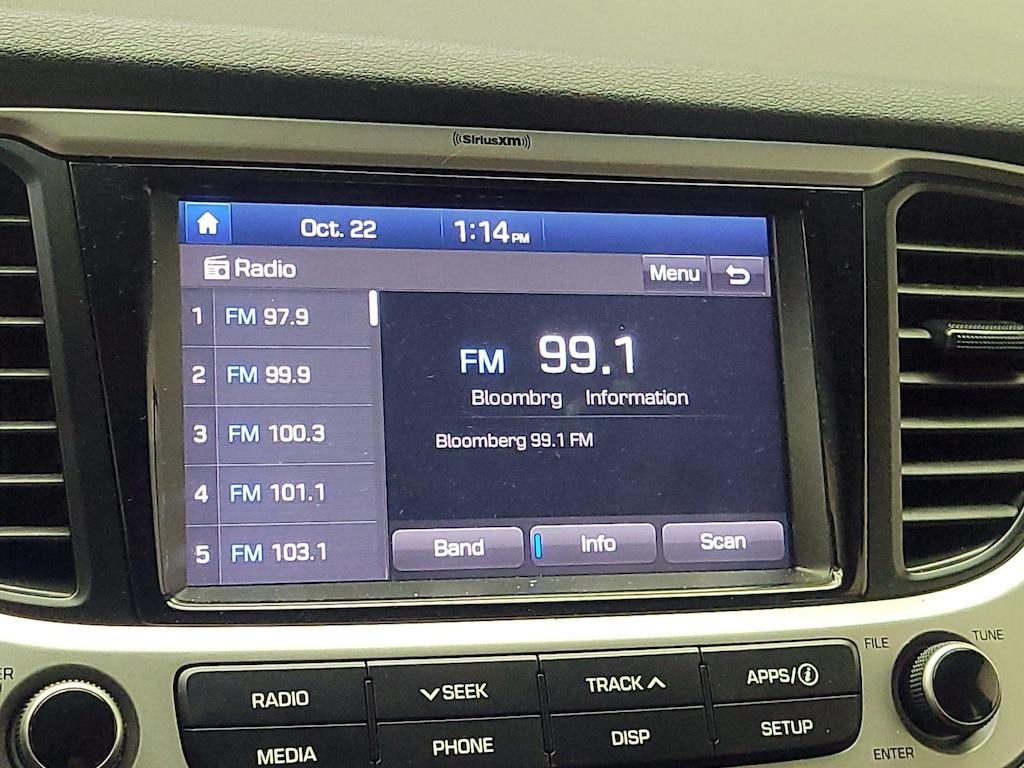 ((SiriusXM))
Oct. 22 1:14 PM
Radio Menu
1 FM 97.9
2 FM 99.9
3 FM 100.3
4 FM 101.1
5 FM 103.1
FM 99.1
Bloombrg Information
Bloomberg 99.1 FM
Band Info Scan
FILE TUNE
RADIO SEEK TRACK APPS/i
MEDIA PHONE DISP SETUP
ENTER